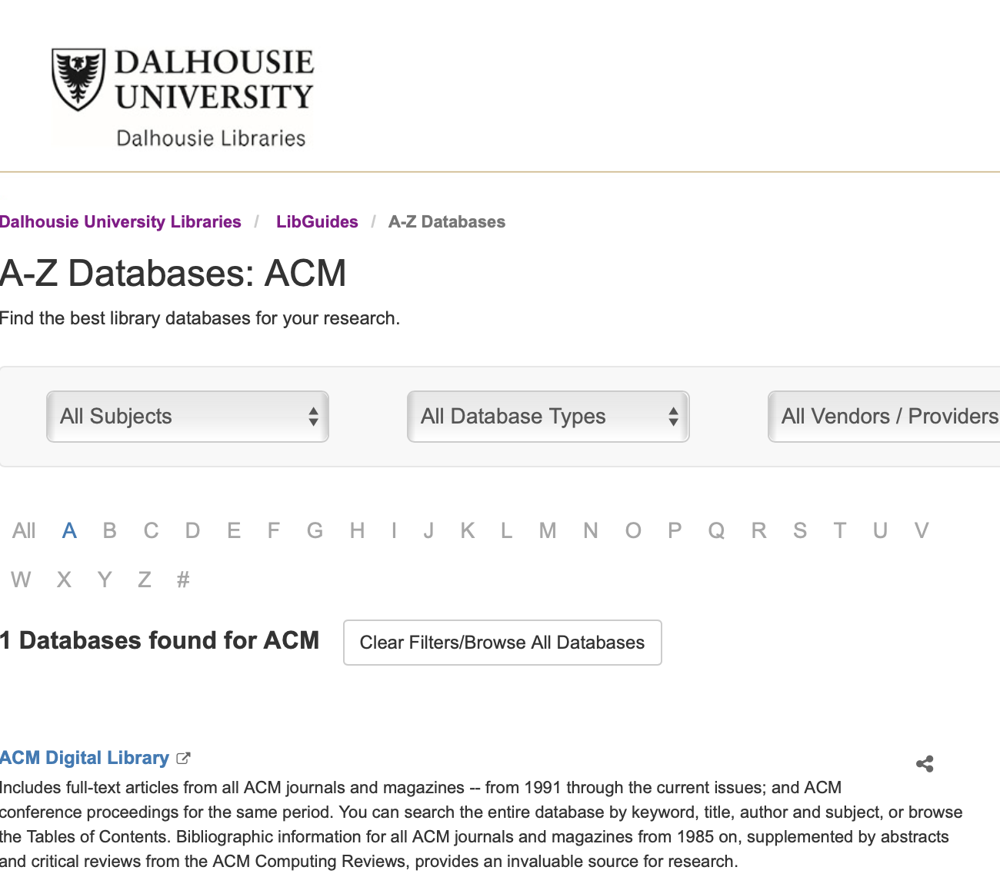 DALHOUSIE
UNIVERSITY
Dalhousie Libraries
Dalhousie University Libraries / LibGuides / A-Z Databases
A-Z Databases: ACM
Find the best library databases for your research.
All Subjects All Database Types All Vendors / Providers
All A B C D E F G H I J K L M N O P Q R S T U V
W X Y Z #
1 Databases found for ACM Clear Filters/Browse All Databases
ACM Digital Library
Includes full-text articles from all ACM journals and magazines -- from 1991 through the current issues; and ACM
conference proceedings for the same period. You can search the entire database by keyword, title, author and subject, or browse
the Tables of Contents. Bibliographic information for all ACM journals and magazines from 1985 on, supplemented by abstracts
and critical reviews from the ACM Computing Reviews, provides an invaluable source for research.